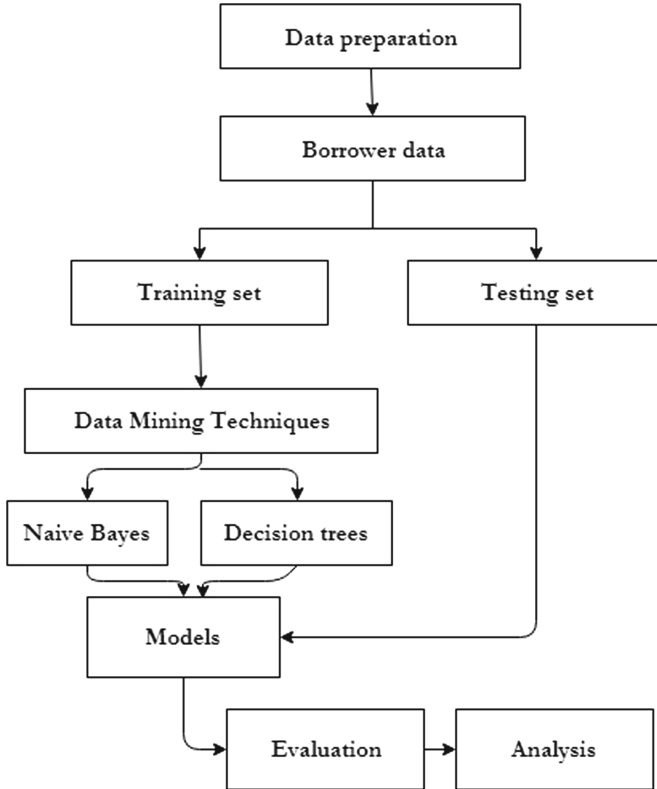 Data preparation
Borrower data
Training set
Testing set
Data Mining Techniques
Naive Bayes
Decision trees
Models
Evaluation
Analysis